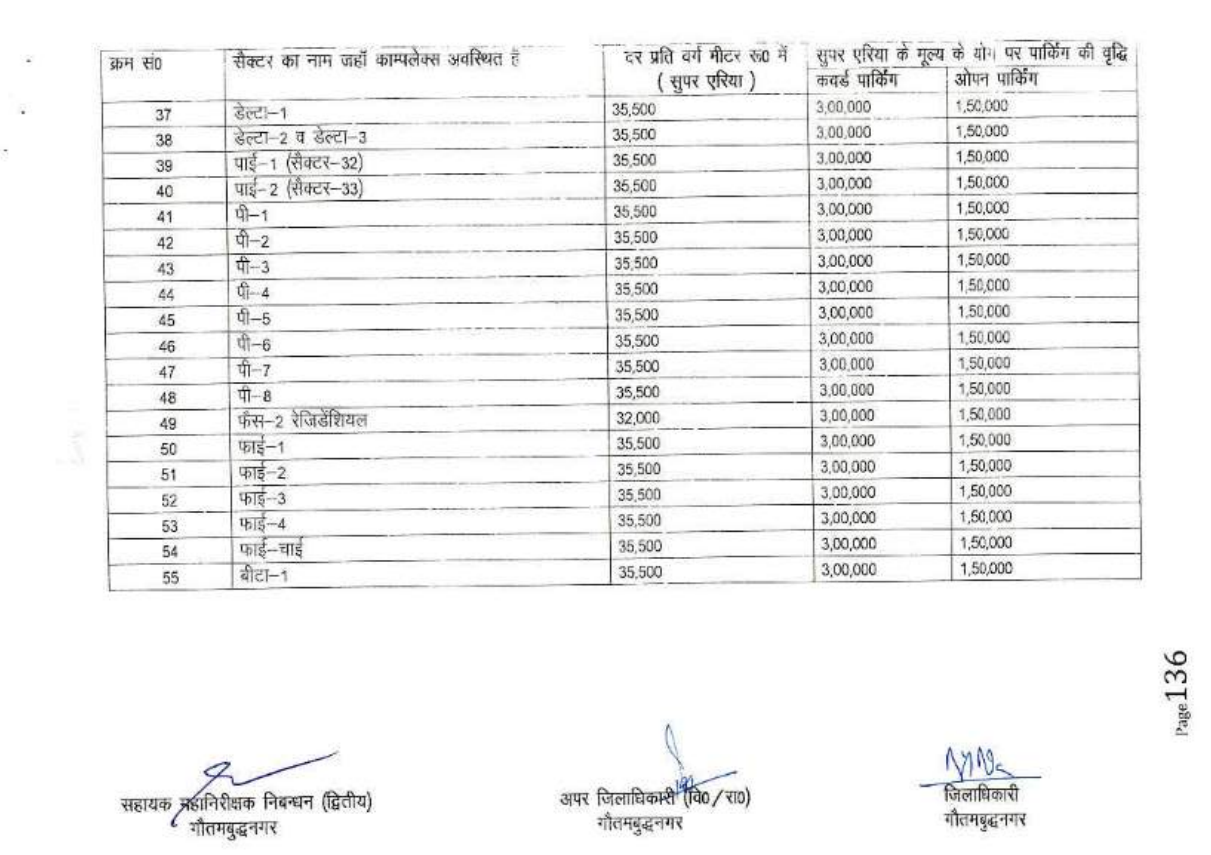 क्रम सं0 सैक्टर का नाम जहाँ काम्पलेक्स अवस्थित है दर प्रति वर्ग मीटर रू0 में सुपर एरिया के मूल्य के योग पर पार्किंग की वृद्धि
( सुपर एरिया ) कवर्ड पार्किंग ओपन पार्किंग
37 डेल्टा–1 35,500 3,00,000 1,50,000
38 डेल्टा–2 व डेल्टा–3 35,500 3,00,000 1,50,000
39 पाई–1 (सैक्टर–32) 35,500 3,00,000 1,50,000
40 पाई–2 (सैक्टर–33) 35,500 3,00,000 1,50,000
41 पी–1 35,500 3,00,000 1,50,000
42 पी–2 35,500 3,00,000 1,50,000
43 पी–3 35,500 3,00,000 1,50,000
44 पी–4 35,500 3,00,000 1,50,000
45 पी–5 35,500 3,00,000 1,50,000
46 पी–6 35,500 3,00,000 1,50,000
47 पी–7 35,500 3,00,000 1,50,000
48 पी–8 35,500 3,00,000 1,50,000
49 फैस–2 रेजिडेंशियल 32,000 3,00,000 1,50,000
50 फाई–1 35,500 3,00,000 1,50,000
51 फाई–2 35,500 3,00,000 1,50,000
52 फाई–3 35,500 3,00,000 1,50,000
53 फाई–4 35,500 3,00,000 1,50,000
54 फाई–चाई 35,500 3,00,000 1,50,000
55 बीटा–1 35,500 3,00,000 1,50,000
Page 136
सहायक महानिरीक्षक निबन्धन (द्वितीय) अपर जिलाधिकारी (वि0/रा0) जिलाधिकारी
गौतमबुद्धनगर गौतमबुद्धनगर गौतमबुद्धनगर